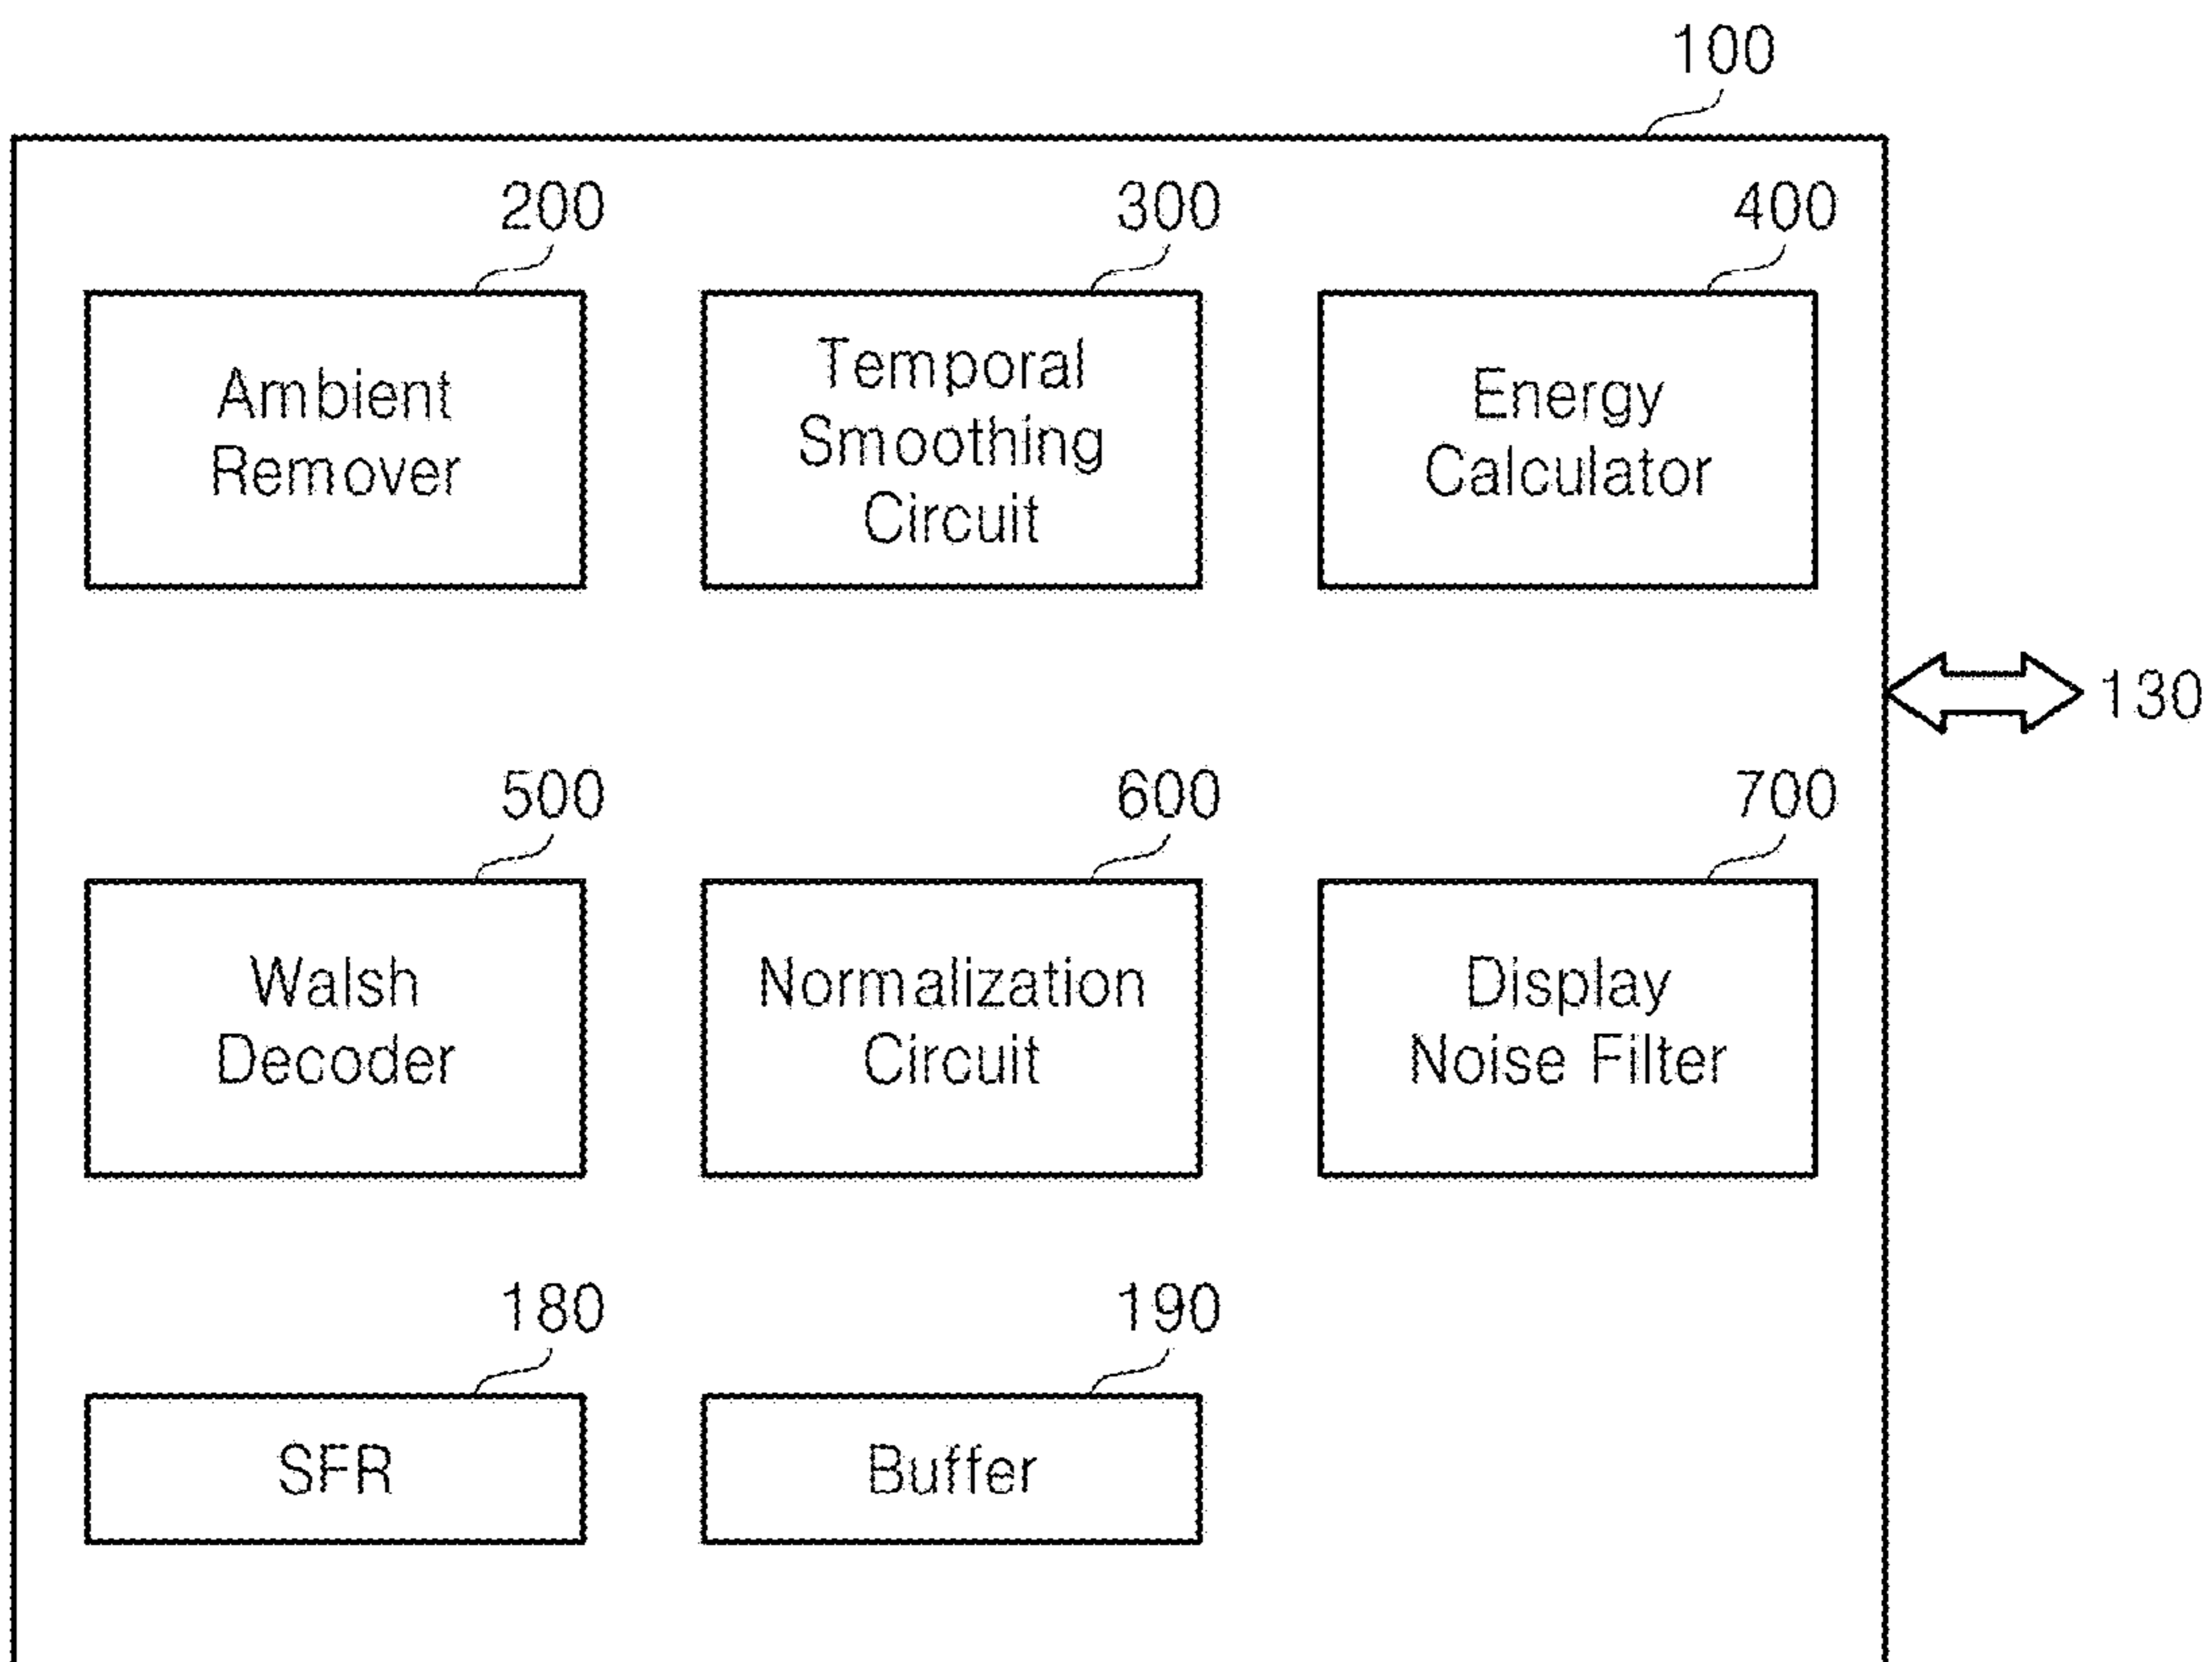 100
200
300
400
Ambient
Remover
Temporal
Smoothing
Circuit
Energy
Calculator
130
500
600
700
Walsh
Decoder
Normalization
Circuit
Display
Noise Filter
180
190
SFR
Buffer